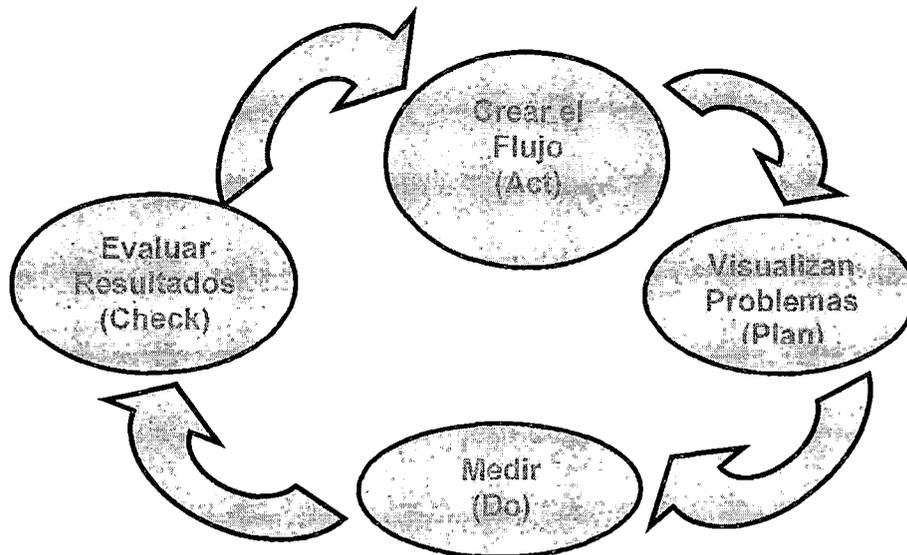 Crear el
Flujo
(Act)
Visualizan
Problemas
(Plan)
Medir
(Do)
Evaluar
Resultados
(Check)